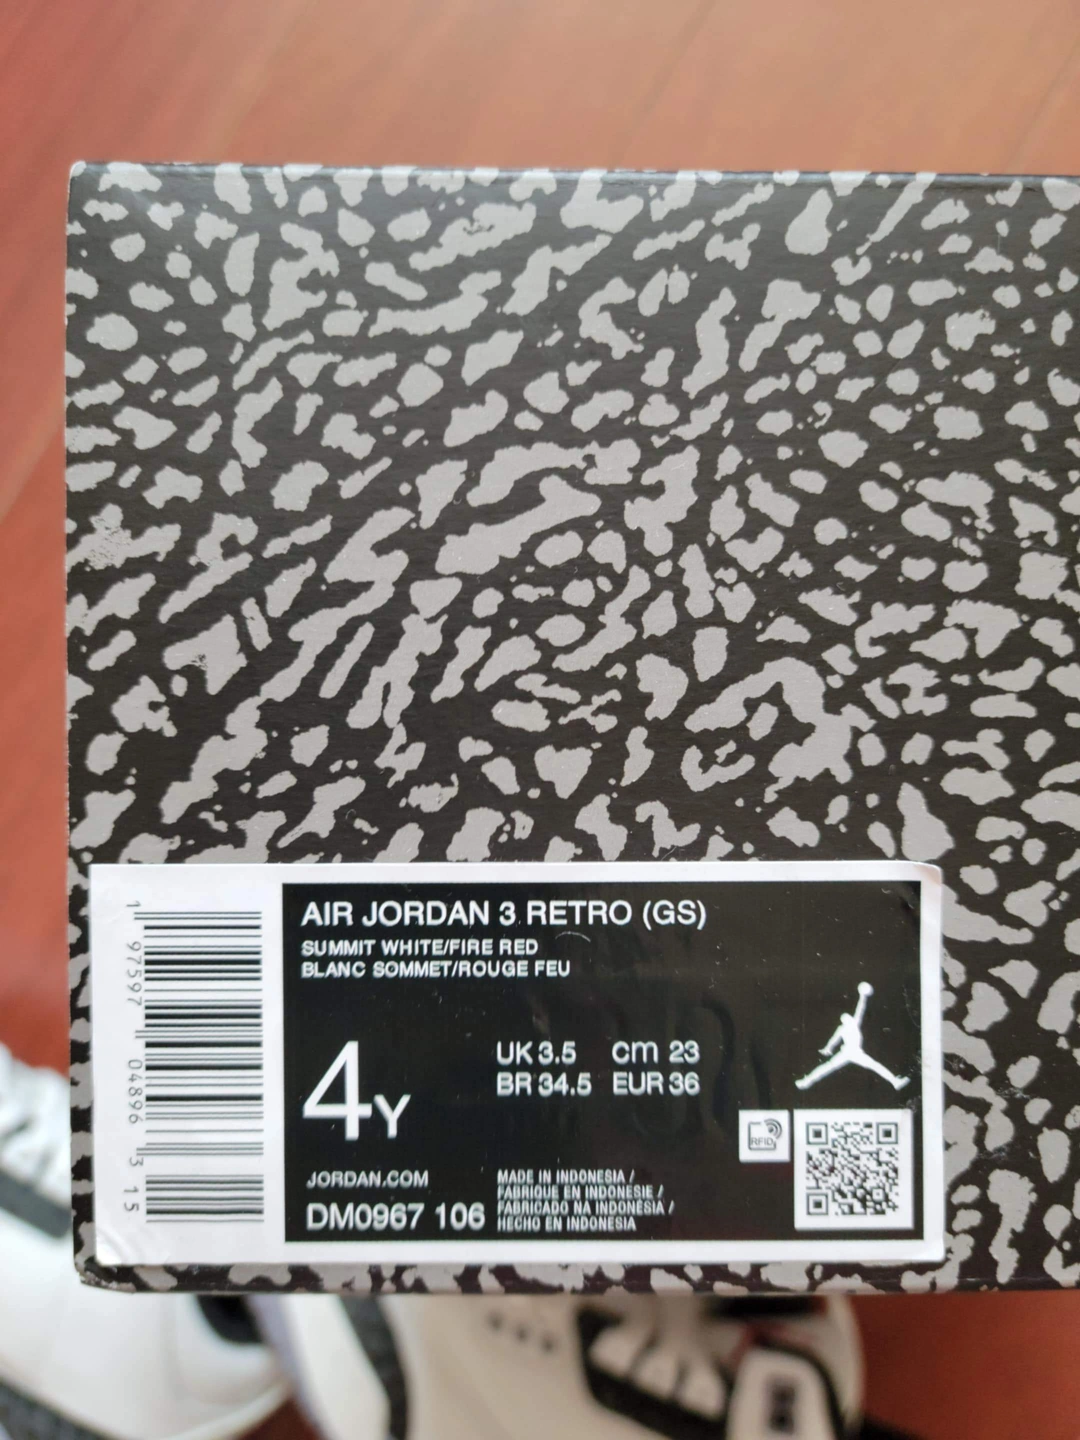 AIR JORDAN 3 RETRO (GS)
SUMMIT WHITE/FIRE RED
BLANC SOMMET/ROUGE FEU
4Y
UK 3.5 cm 23
BR 34.5 EUR 36
RFID
JORDAN.COM
DM0967 106
MADE IN INDONESIA /
FABRIQUE EN INDONESIE /
FABRICADO NA INDONESIA /
HECHO EN INDONESIA
1 97597 04896 3 15